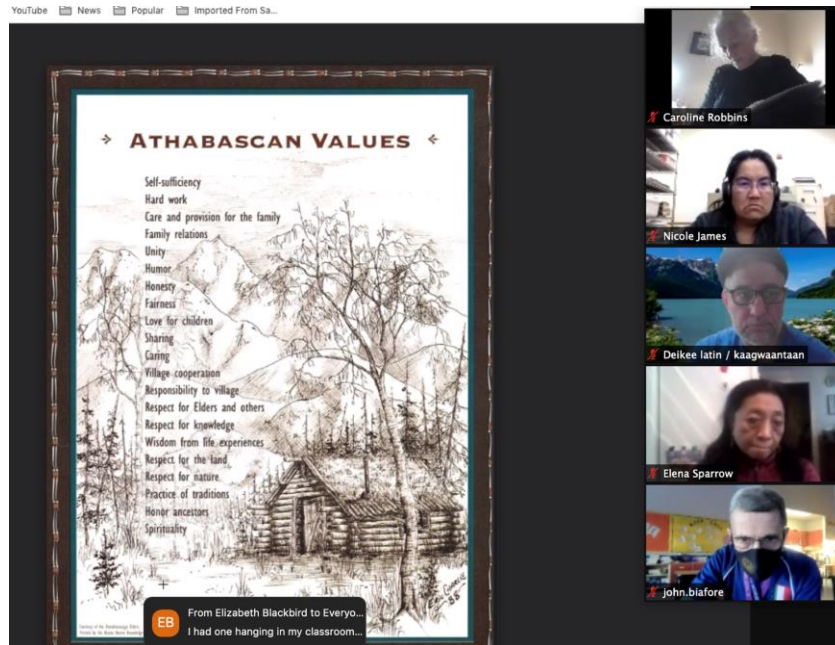 YouTube News Popular Imported From Sa...
ATHABASCAN VALUES
Self-sufficiency
Hard work
Care and provision for the family
Family relations
Unity
Humor
Honesty
Fairness
Love for children
Sharing
Caring
Village cooperation
Responsibility to village
Respect for Elders and others
Respect for knowledge
Wisdom from life experiences
Respect for the land
Respect for nature
Practice of traditions
Honor ancestors
Spirituality
EB
From Elizabeth Blackbird to Everyo...
I had one hanging in my classroom...
Caroline Robbins
Nicole James
Deikee latin / kaagwaantaan
Elena Sparrow
john.biafore